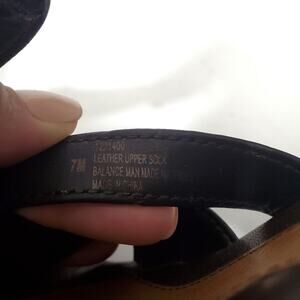 7M
LEATHER UPPER SOCK
BALANCE MAN MADE
MADE IN CHINA